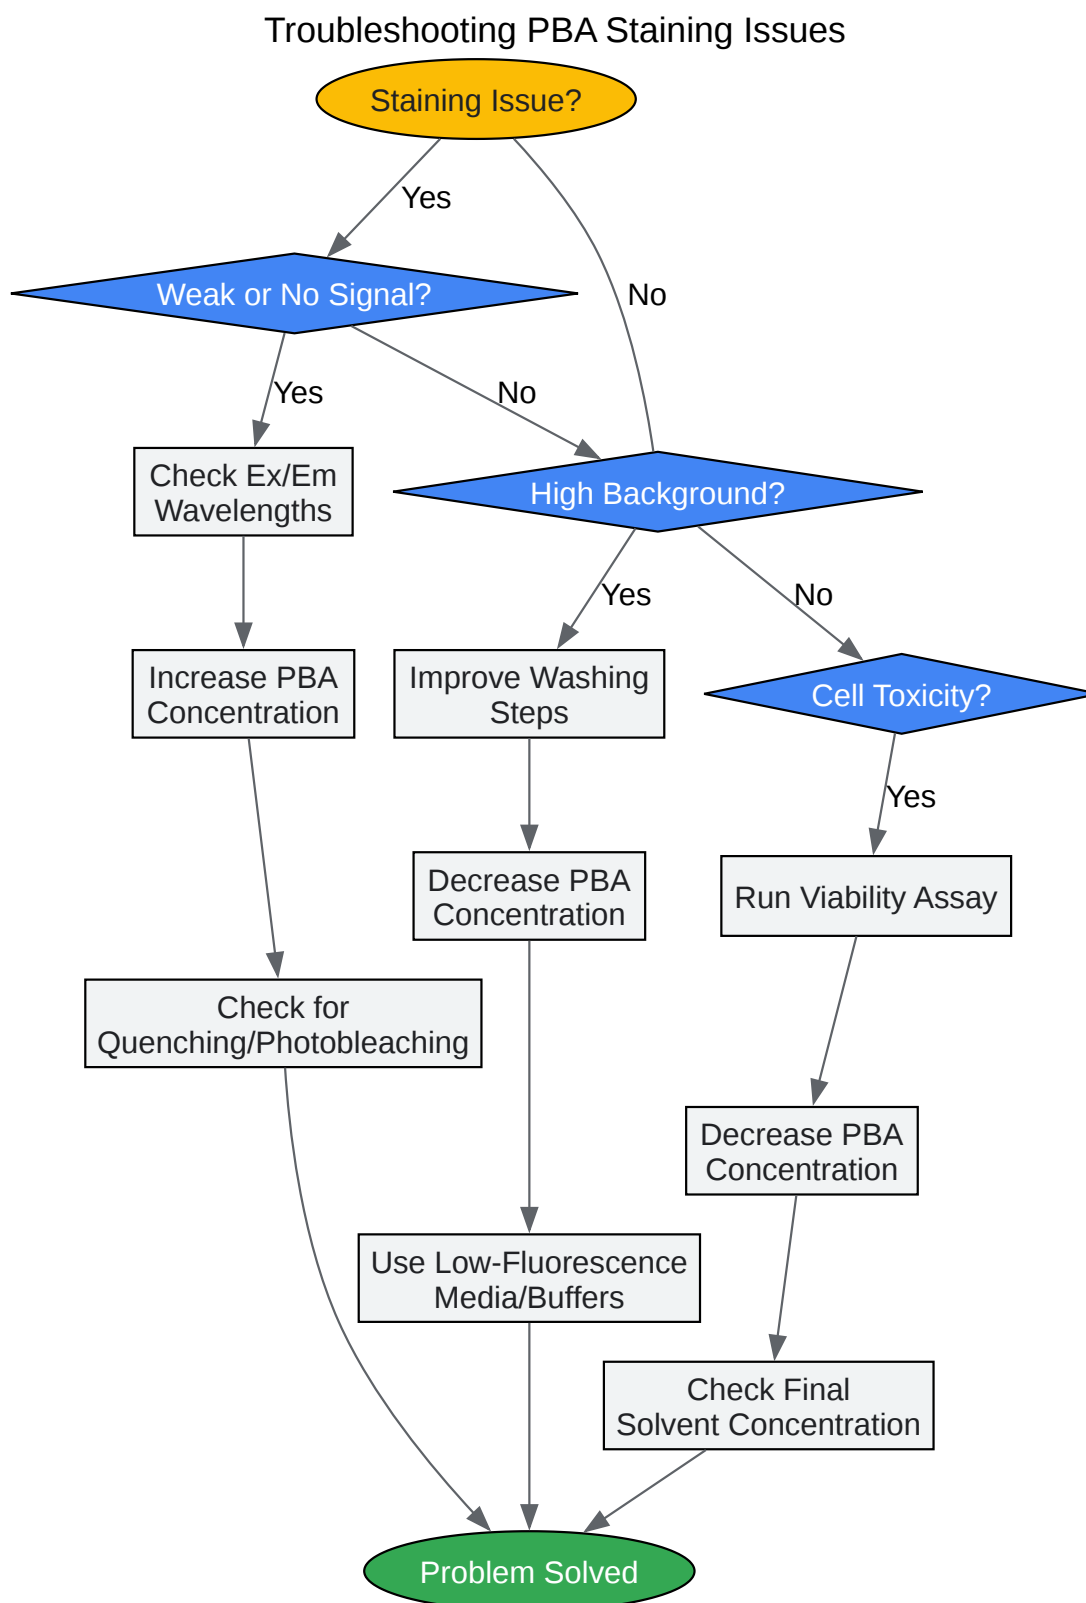 Troubleshooting PBA Staining Issues
Staining Issue?
Yes
Weak or No Signal?
No
Yes
No
Check Ex/Em
Wavelengths
High Background?
Yes
No
Increase PBA
Concentration
Improve Washing
Steps
Cell Toxicity?
Yes
Decrease PBA
Concentration
Run Viability Assay
Check for
Quenching/Photobleaching
Decrease PBA
Concentration
Use Low-Fluorescence
Media/Buffers
Check Final
Solvent Concentration
Problem Solved